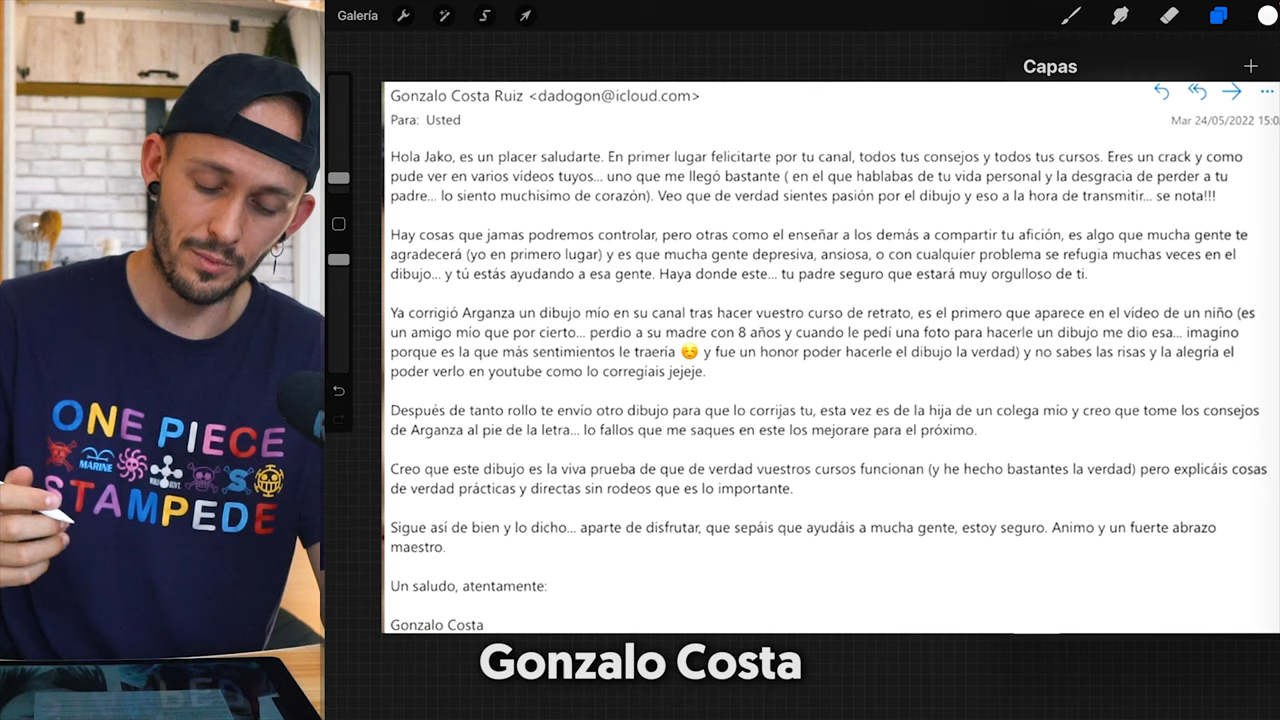 Galería
Capas
Gonzalo Costa Ruiz <dadogon@icloud.com>
Para: Usted
Mar 24/05/2022 15:0
Hola Jako, es un placer saludarte. En primer lugar felicitarte por tu canal, todos tus consejos y todos tus cursos. Eres un crack y como
pude ver en varios vídeos tuyos... uno que me llegó bastante ( en el que hablabas de tu vida personal y la desgracia de perder a tu
padre... lo siento muchisimo de corazón). Veo que de verdad sientes pasión por el dibujo y eso a la hora de transmitir... se nota!!!
Hay cosas que jamas podremos controlar, pero otras como el enseñar a los demás a compartir tu afición, es algo que mucha gente te
agradecerá (yo en primero lugar) y es que mucha gente depresiva, ansiosa, o con cualquier problema se refugia muchas veces en el
dibujo... y tú estás ayudando a esa gente. Haya donde este... tu padre seguro que estará muy orgulloso de ti.
Ya corrigió Arganza un dibujo mío en su canal tras hacer vuestro curso de retrato, es el primero que aparece en el vídeo de un niño (es
un amigo mío que por cierto... perdio a su madre con 8 años y cuando le pedi una foto para hacerle un dibujo me dio esa... imagino
porque es la que más sentimientos le traería ☺️ y fue un honor poder hacerle el dibujo la verdad) y no sabes las risas y la alegría el
poder verlo en youtube como lo corregíais jejeje.
Después de tanto rollo te envío otro dibujo para que lo corrijas tu, esta vez es de la hija de un colega mío y creo que tome los consejos
de Arganza al pie de la letra... lo fallos que me saques en este los mejorare para el próximo.
Creo que este dibujo es la viva prueba de que de verdad vuestros cursos funcionan (y he hecho bastantes la verdad) pero explicáis cosas
de verdad prácticas y directas sin rodeos que es lo importante.
Sigue así de bien y lo dicho... aparte de disfrutar, que sepáis que ayudáis a mucha gente, estoy seguro. Animo y un fuerte abrazo
maestro.
Un saludo, atentamente:
Gonzalo Costa
Gonzalo Costa
ONE PIECE
MARINE
STAMPEDE